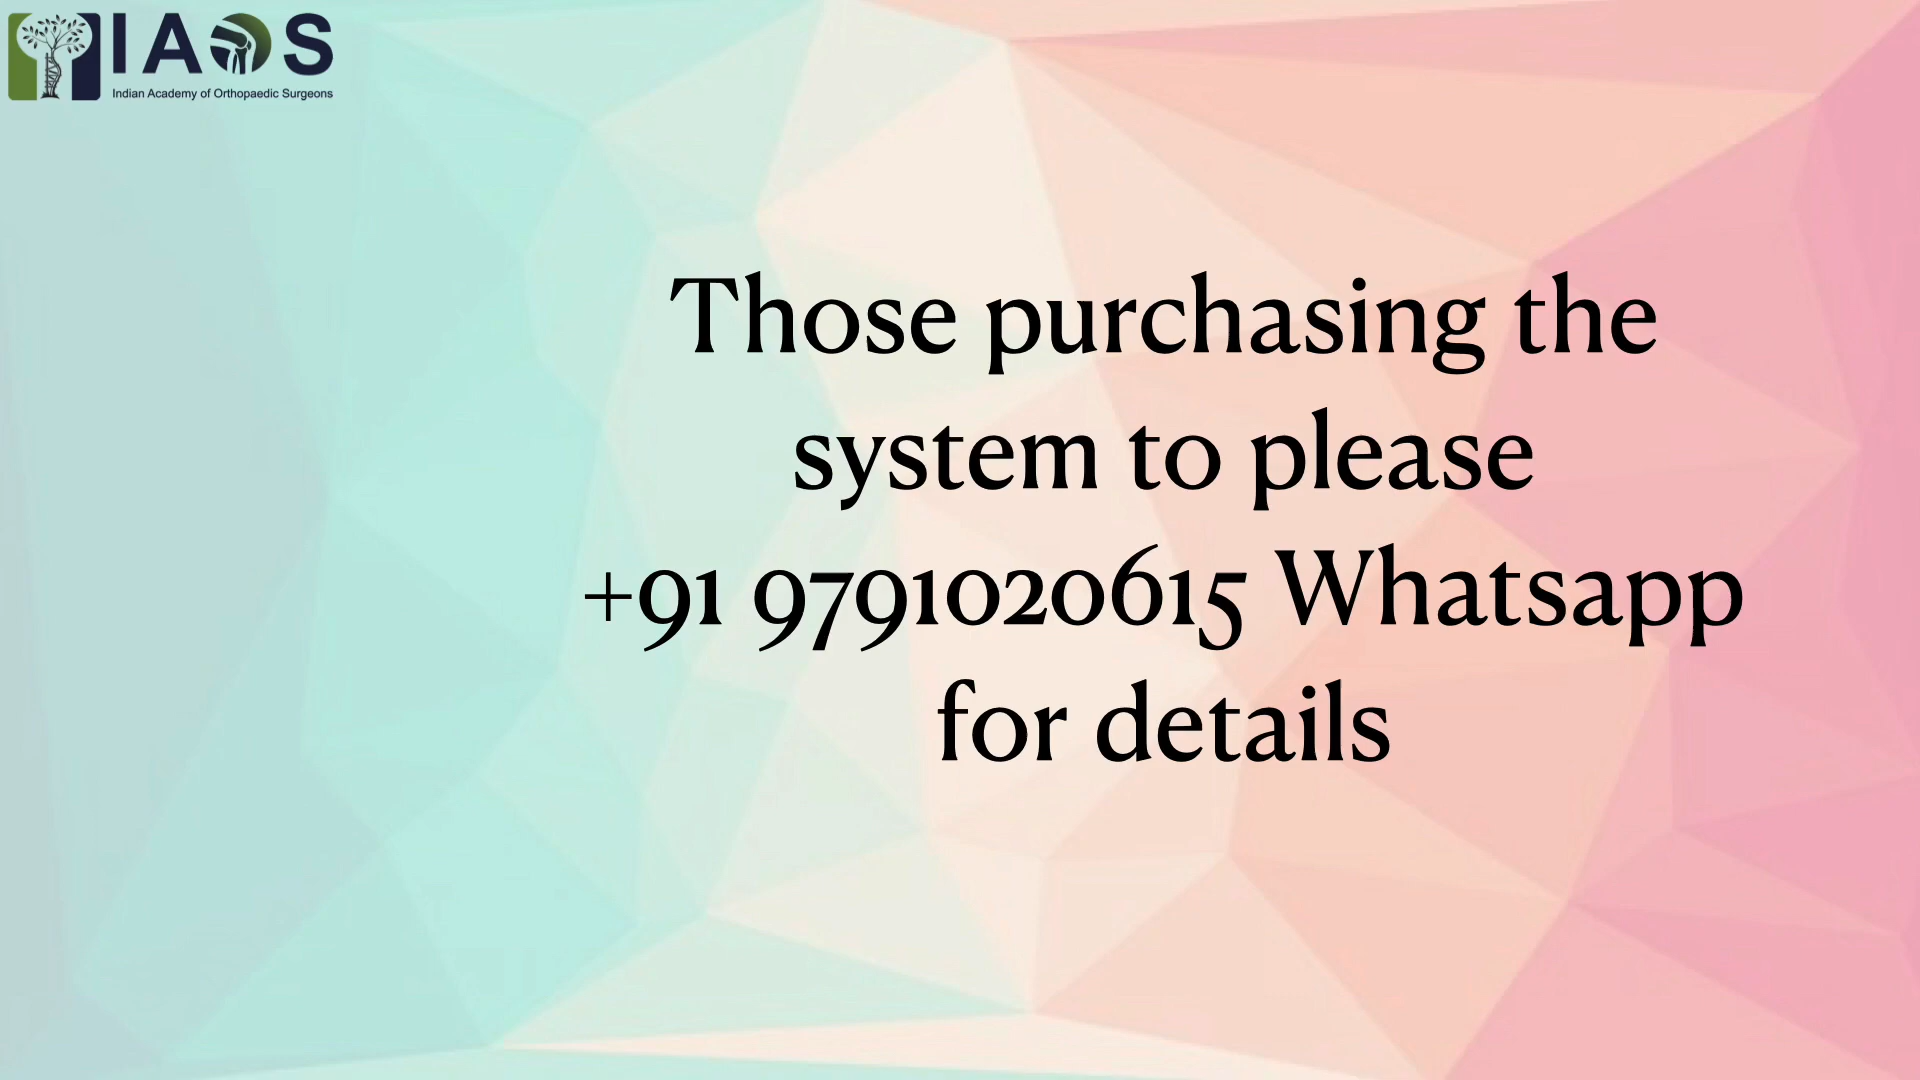 IAOS
Indian Academy of Orthopaedic Surgeons
Those purchasing the
system to please
+91 9791020615 Whatsapp
for details